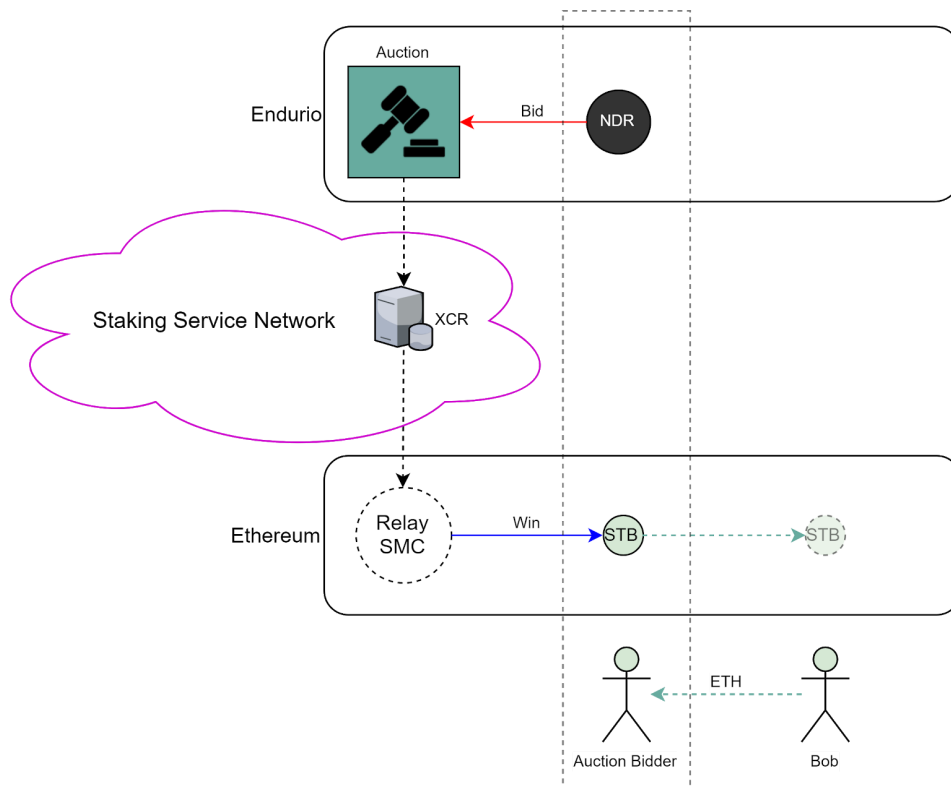 Auction
Endurio
Bid
NDR
Staking Service Network
XCR
Ethereum
Relay
SMC
Win
STB
STB
ETH
Auction Bidder
Bob